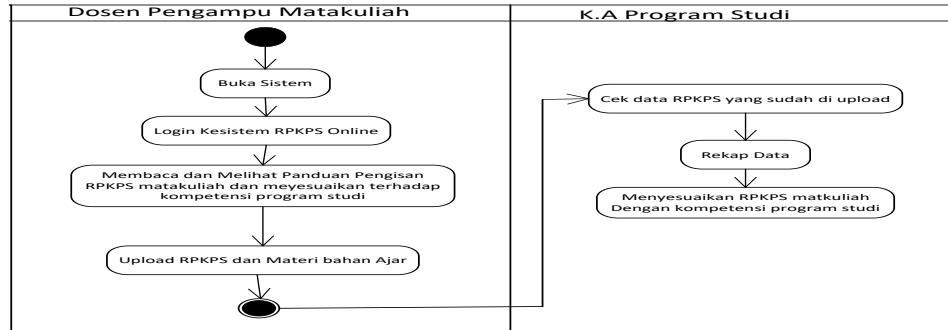 Dosen Pengampu Matakuliah
Buka Sistem
Login Kesistem RPKPS Online
Membaca dan Melihat Panduan Pengisan
RPKPS matakuliah dan meyesuaikan terhadap
kompetensi program studi
Upload RPKPS dan Materi bahan Ajar
K.A Program Studi
Cek data RPKPS yang sudah di upload
Rekap Data
Menyesuaikan RPKPS matkuliah
Dengan kompetensi program studi